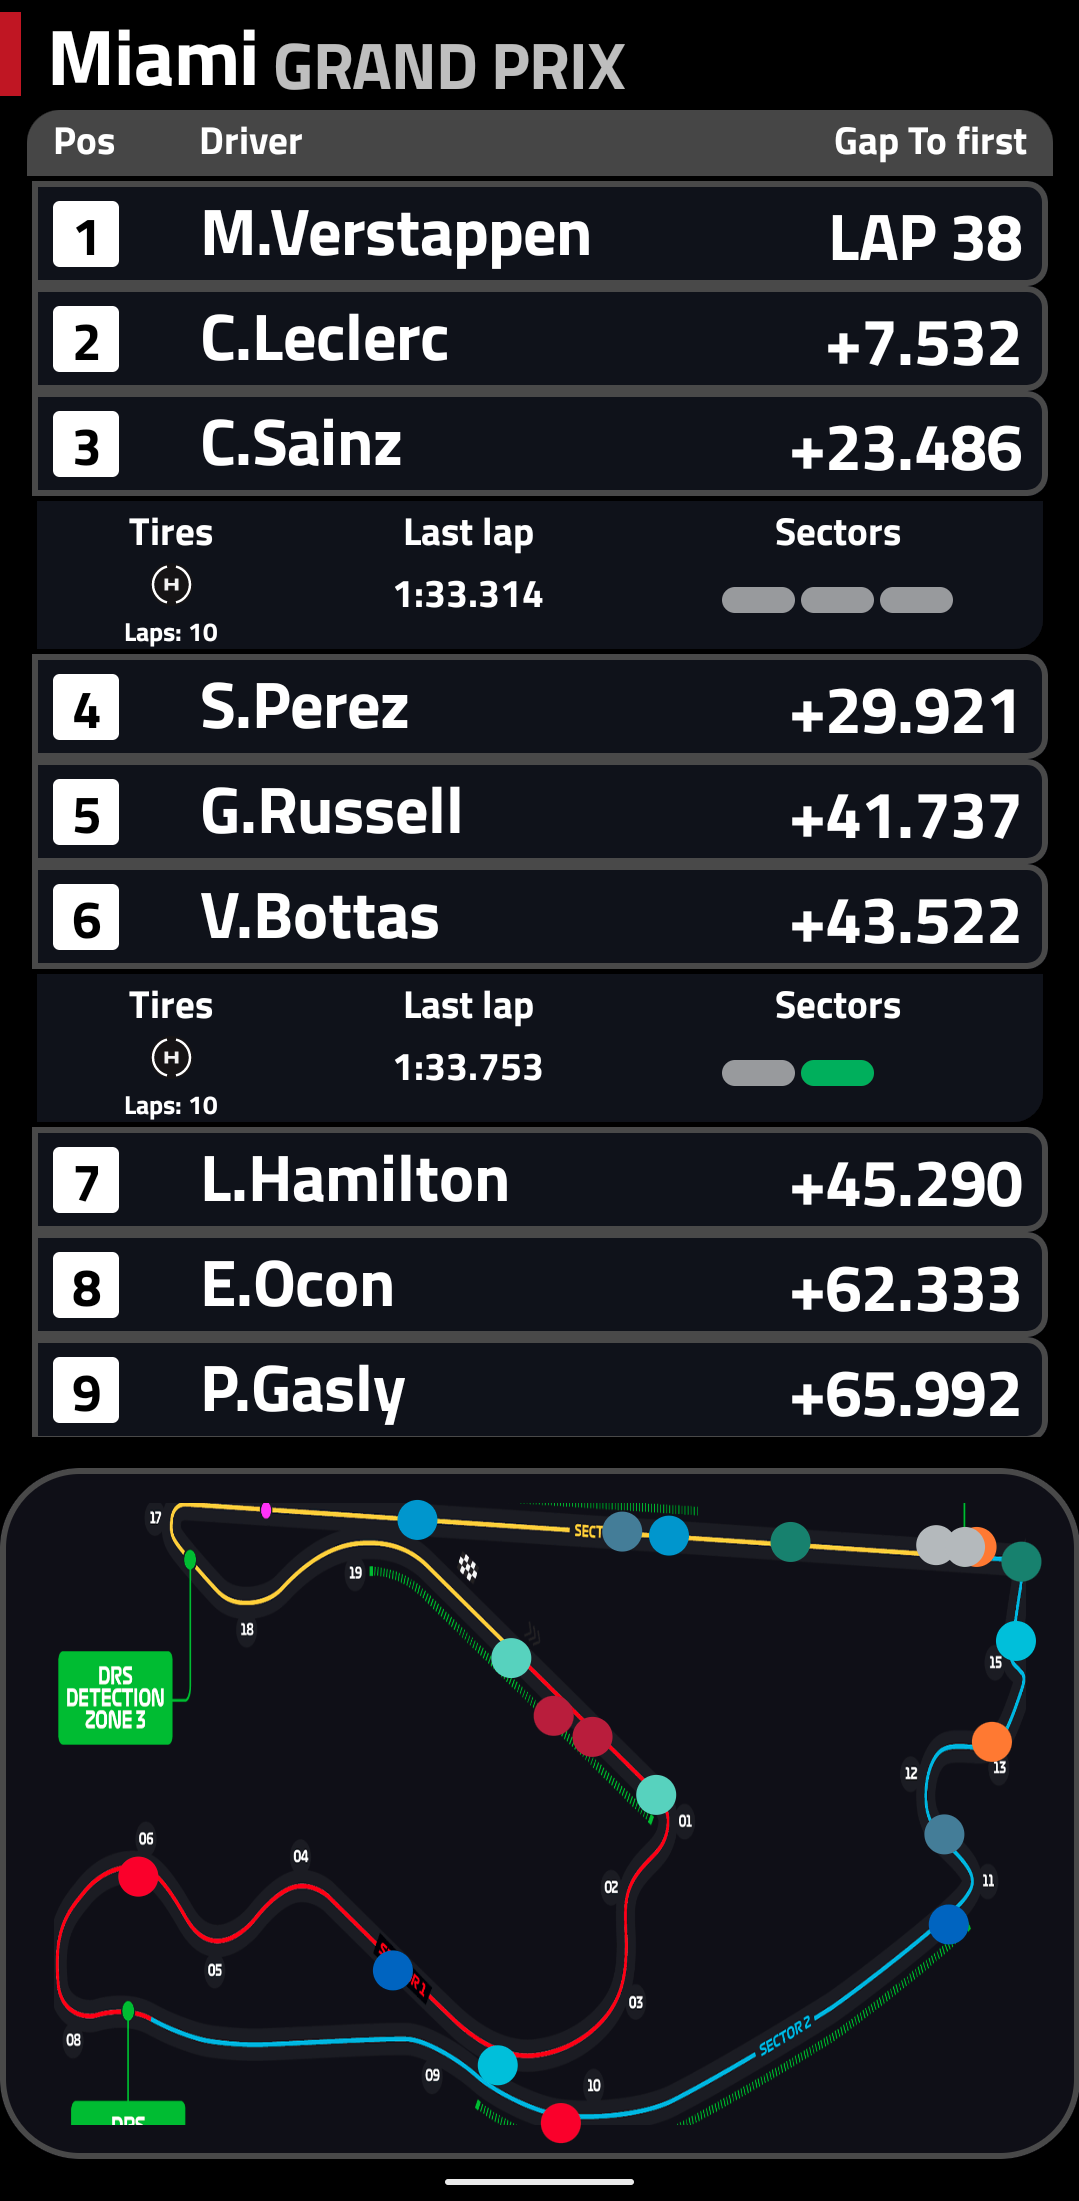 Miami GRAND PRIX
Pos Driver Gap To first
1 M.Verstappen LAP 38
2 C.Leclerc +7.532
3 C.Sainz +23.486
Tires Last lap Sectors
H 1:33.314
Laps: 10
4 S.Perez +29.921
5 G.Russell +41.737
6 V.Bottas +43.522
Tires Last lap Sectors
H 1:33.753
Laps: 10
7 L.Hamilton +45.290
8 E.Ocon +62.333
9 P.Gasly +65.992
17
SECT
19
18
15
DRS
DETECTION
ZONE 3
12
13
01
06
04
02
11
05
03
R1
08
SECTOR 2
09
10
DRS